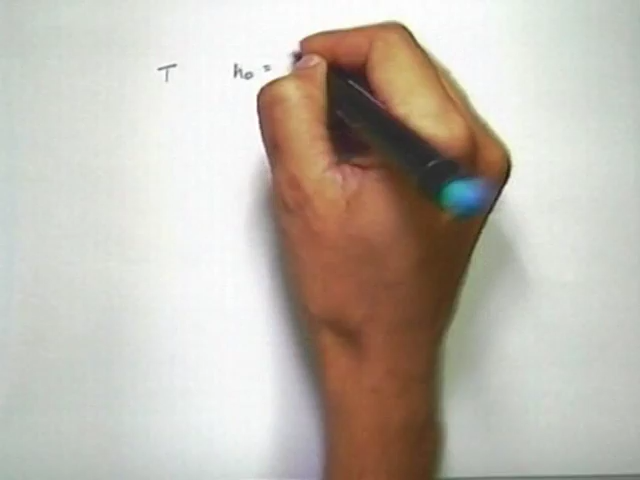 T h₀ =